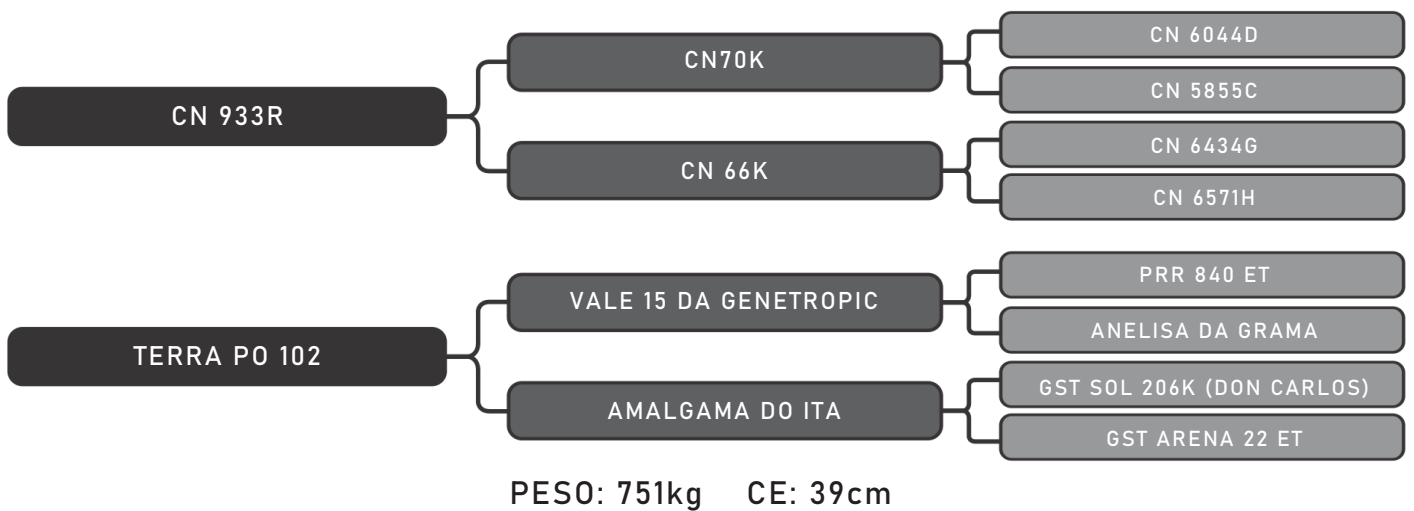 CN 933R
CN70K
CN 66K
CN 6044D
CN 5855C
CN 6434G
CN 6571H
TERRA PO 102
VALE 15 DA GENETROPIC
AMALGAMA DO ITA
PRR 840 ET
ANELISA DA GRAMA
GST SOL 206K (DON CARLOS)
GST ARENA 22 ET
PESO: 751kg CE: 39cm